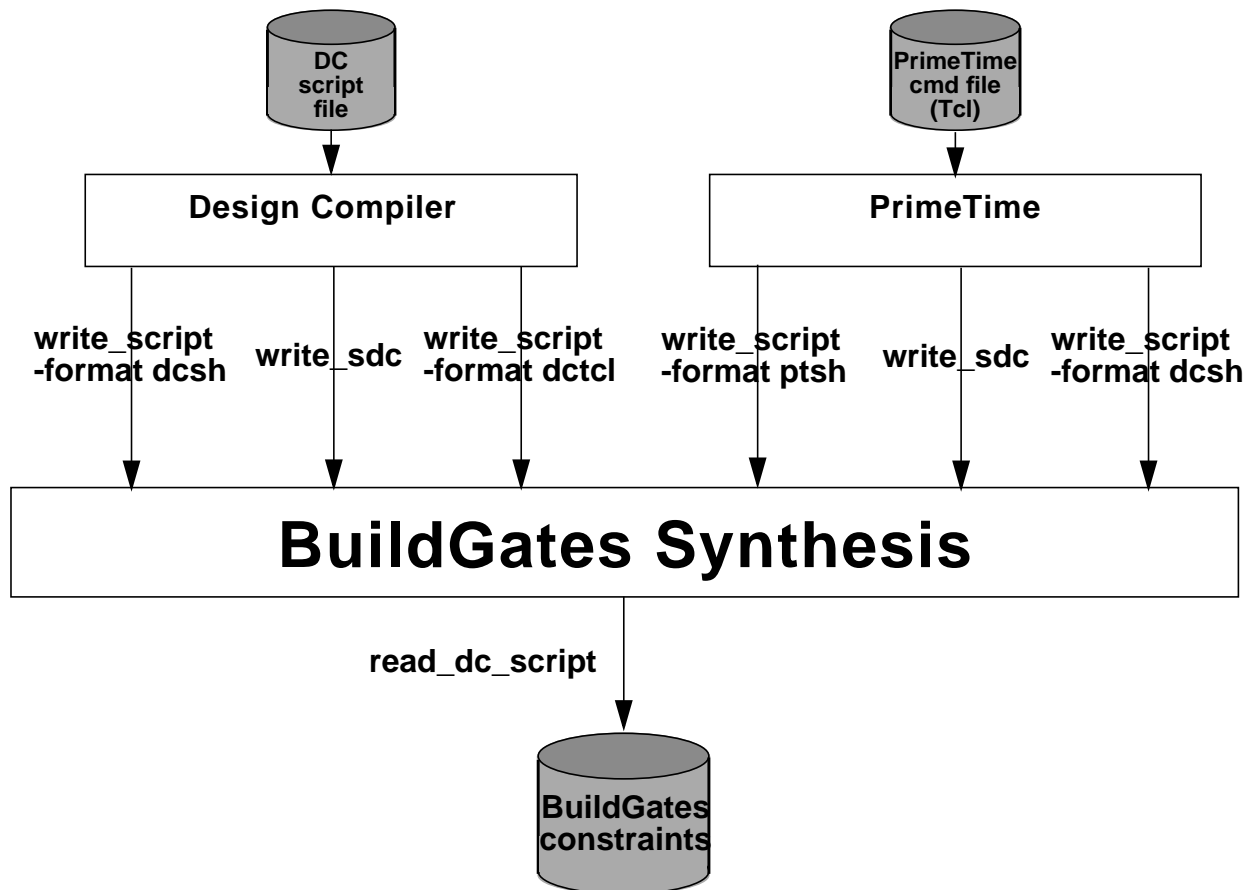 DC
script
file
PrimeTime
cmd file
(Tcl)
Design Compiler
PrimeTime
write_script
-format dcsh
write_sdc
write_script
-format dctcl
write_script
-format ptsh
write_sdc
write_script
-format dcsh
BuildGates Synthesis
read_dc_script
BuildGates
constraints